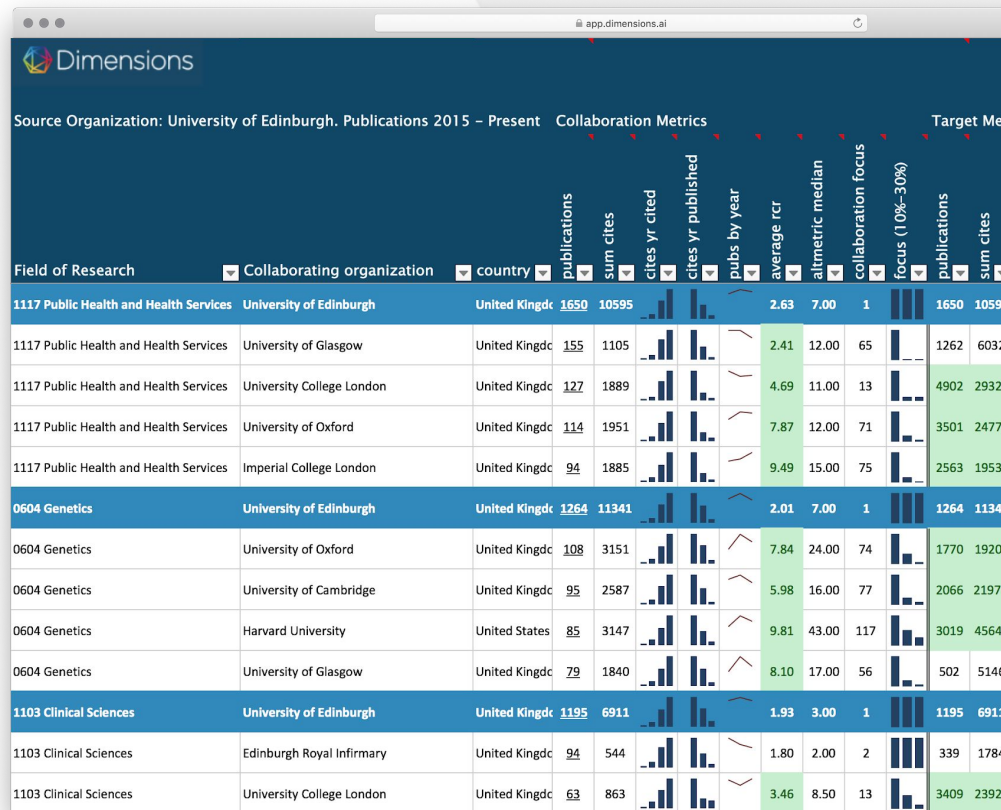 app.dimensions.ai
Dimensions
Source Organization: University of Edinburgh. Publications 2015 – Present Collaboration Metrics Target Me
Field of Research Collaborating organization country publications sum cites cites yr cited cites yr published pubs by year average rcr altmetric median collaboration focus focus (10%–30%) publications sum cites
1117 Public Health and Health Services University of Edinburgh United Kingdo 1650 10595 2.63 7.00 1 1650 1059
1117 Public Health and Health Services University of Glasgow United Kingdo 155 1105 2.41 12.00 65 1262 6032
1117 Public Health and Health Services University College London United Kingdo 127 1889 4.69 11.00 13 4902 2932
1117 Public Health and Health Services University of Oxford United Kingdo 114 1951 7.87 12.00 71 3501 2477
1117 Public Health and Health Services Imperial College London United Kingdo 94 1885 9.49 15.00 75 2563 1953
0604 Genetics University of Edinburgh United Kingdo 1264 11341 2.01 7.00 1 1264 1134
0604 Genetics University of Oxford United Kingdo 108 3151 7.84 24.00 74 1770 1920
0604 Genetics University of Cambridge United Kingdo 95 2587 5.98 16.00 77 2066 2197
0604 Genetics Harvard University United States 85 3147 9.81 43.00 117 3019 4564
0604 Genetics University of Glasgow United Kingdo 79 1840 8.10 17.00 56 502 5146
1103 Clinical Sciences University of Edinburgh United Kingdo 1195 6911 1.93 3.00 1 1195 6911
1103 Clinical Sciences Edinburgh Royal Infirmary United Kingdo 94 544 1.80 2.00 2 339 1784
1103 Clinical Sciences University College London United Kingdo 63 863 3.46 8.50 13 3409 2392